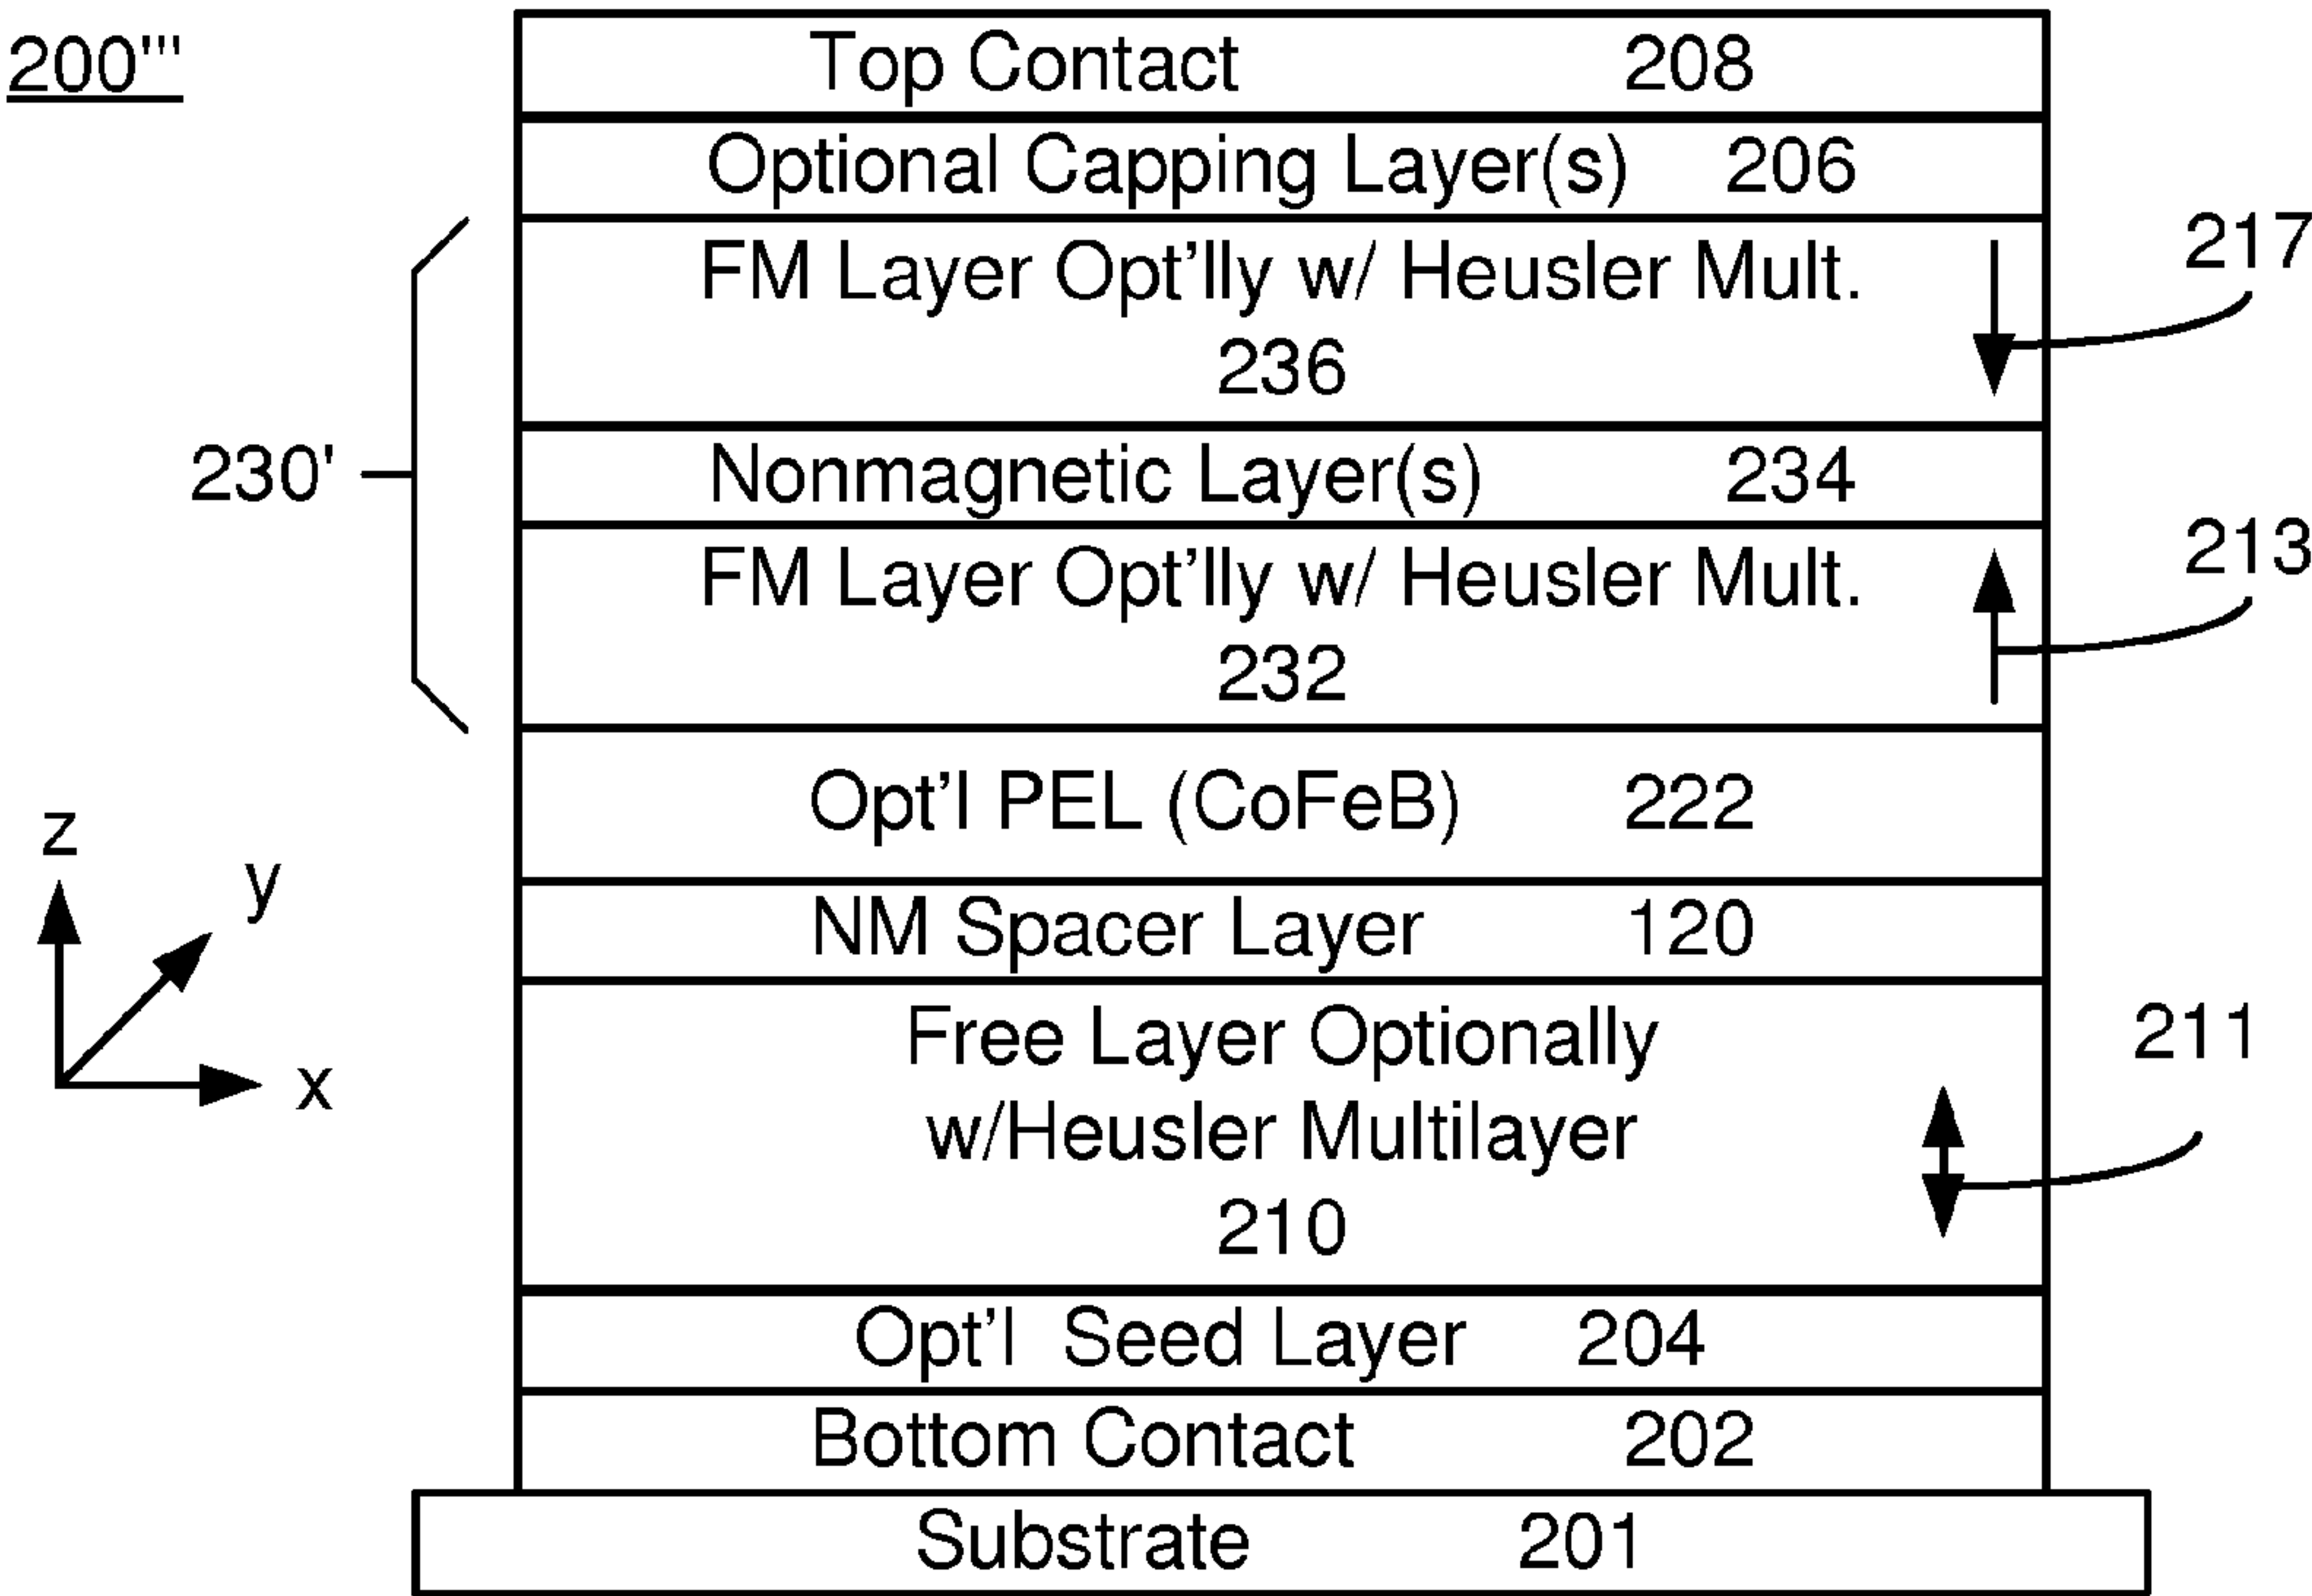 200'''
Top Contact 208
Optional Capping Layer(s) 206
217
FM Layer Opt'lly w/ Heusler Mult.
236
230'
Nonmagnetic Layer(s) 234
213
FM Layer Opt'lly w/ Heusler Mult.
232
Opt'l PEL (CoFeB) 222
z
y
x
NM Spacer Layer 120
Free Layer Optionally
w/Heusler Multilayer
210
211
Opt'l Seed Layer 204
Bottom Contact 202
Substrate 201